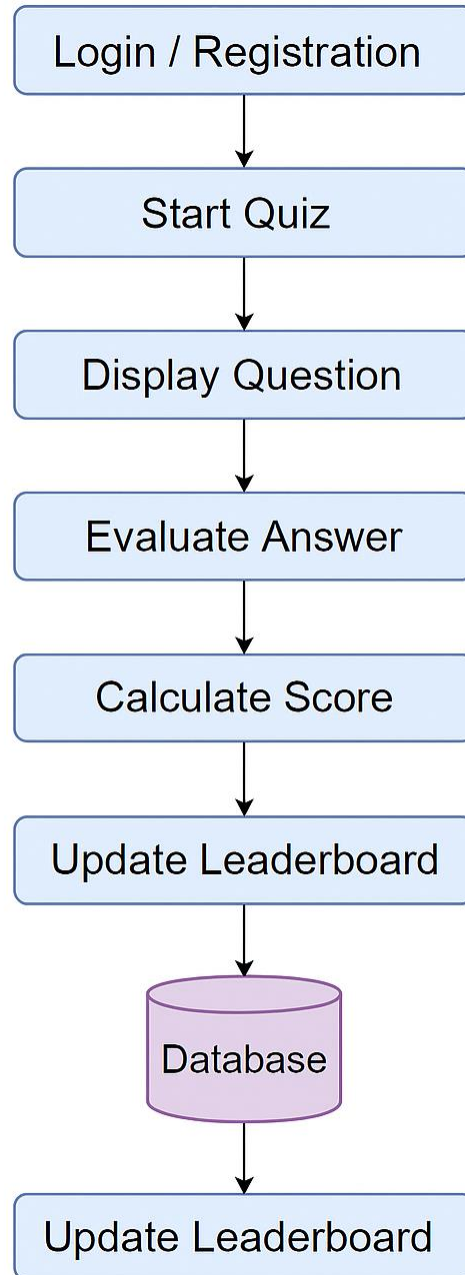 Login / Registration
Start Quiz
Display Question
Evaluate Answer
Calculate Score
Update Leaderboard
Database
Update Leaderboard